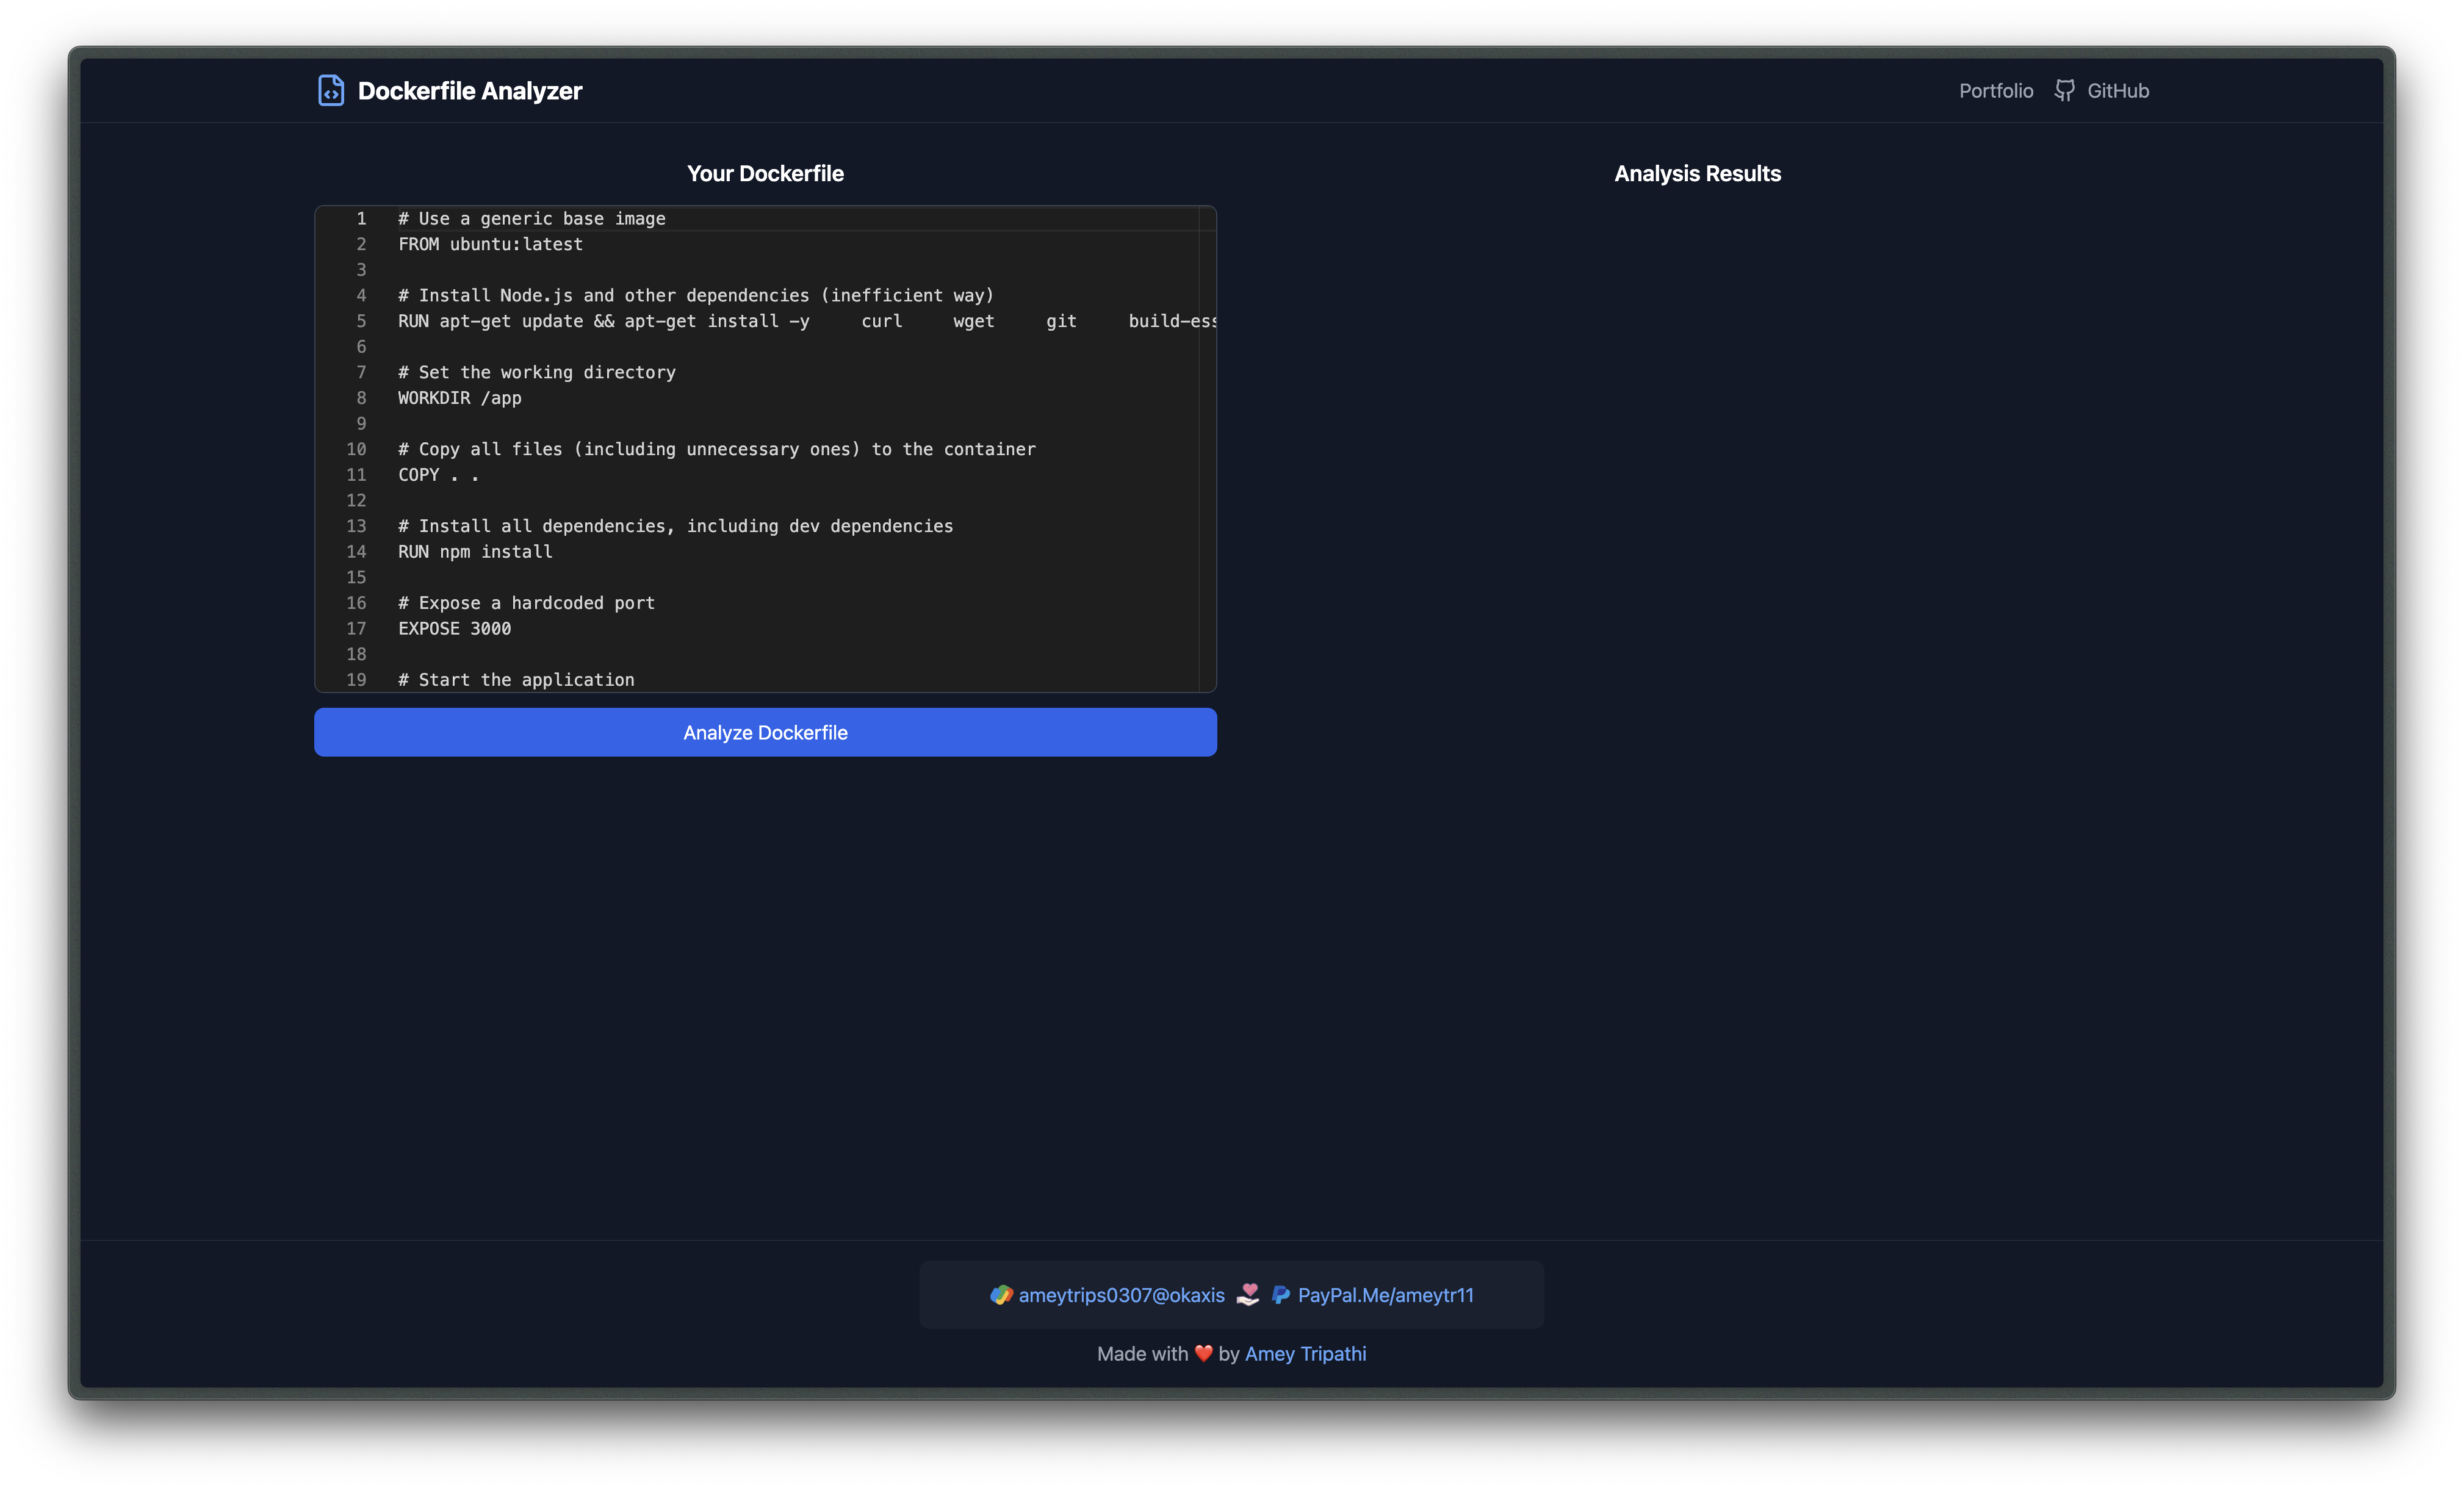 Dockerfile Analyzer
Portfolio GitHub
Your Dockerfile
1 # Use a generic base image
2 FROM ubuntu:latest
3
4 # Install Node.js and other dependencies (inefficient way)
5 RUN apt-get update && apt-get install -y curl wget git build-ess
6
7 # Set the working directory
8 WORKDIR /app
9
10 # Copy all files (including unnecessary ones) to the container
11 COPY . .
12
13 # Install all dependencies, including dev dependencies
14 RUN npm install
15
16 # Expose a hardcoded port
17 EXPOSE 3000
18
19 # Start the application
Analyze Dockerfile
Analysis Results
ameytrips0307@okaxis PayPal.Me/ameytr11
Made with ❤️ by Amey Tripathi